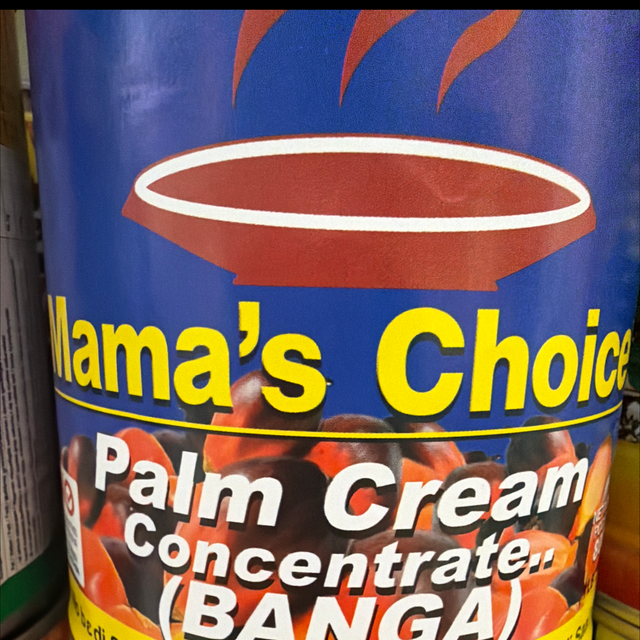 Mama's Choice
Palm Cream
Concentrate..
(BANGA)